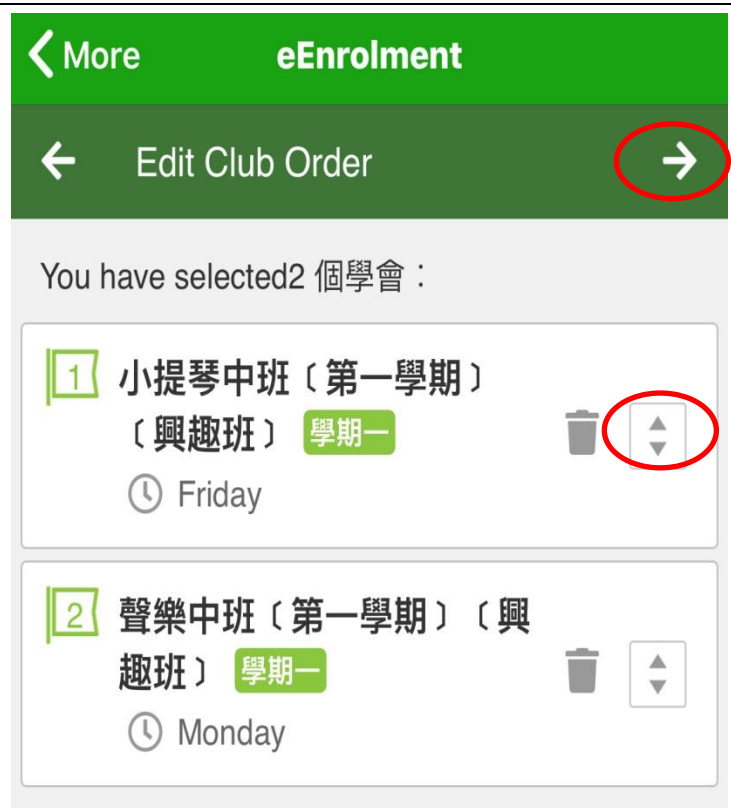 More eEnrolment
Edit Club Order
You have selected2 個學會：
1 小提琴中班﹝第一學期﹞
﹝興趣班﹞ 學期一
Friday
2 聲樂中班﹝第一學期﹞﹝興
趣班﹞ 學期一
Monday